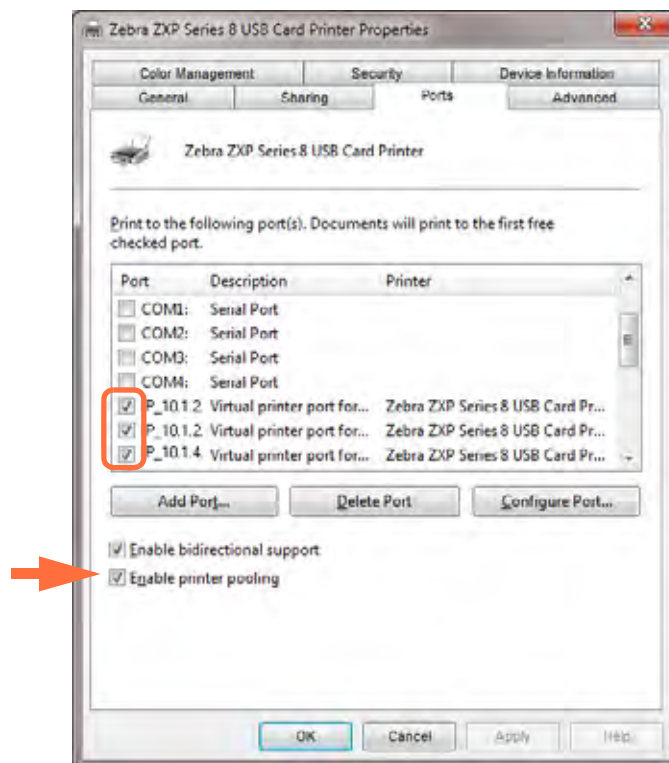 Zebra ZXP Series 8 USB Card Printer Properties
Color Management Security Device Information
General Sharing Ports Advanced
Zebra ZXP Series 8 USB Card Printer
Print to the following port(s). Documents will print to the first free
checked port.
Port Description Printer
COM1: Serial Port
COM2: Serial Port
COM3: Serial Port
COM4: Serial Port
P_10.1.2 Virtual printer port for... Zebra ZXP Series 8 USB Card Pr...
P_10.1.2 Virtual printer port for... Zebra ZXP Series 8 USB Card Pr...
P_10.1.4 Virtual printer port for... Zebra ZXP Series 8 USB Card Pr...
Add Port... Delete Port Configure Port...
Enable bidirectional support
Enable printer pooling
OK Cancel Apply Help